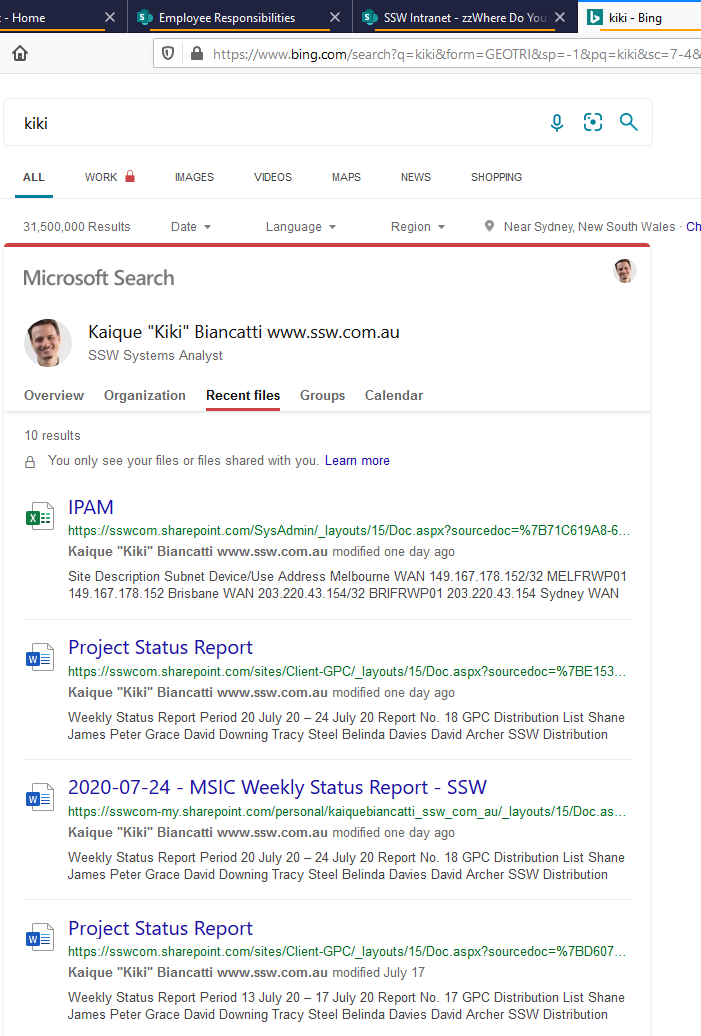 t - Home
Employee Responsibilities
SSW Intranet - zzWhere Do You
kiki - Bing
https://www.bing.com/search?q=kiki&form=GEOTRI&sp=-1&pq=kiki&sc=7-4&
kiki
ALL WORK IMAGES VIDEOS MAPS NEWS SHOPPING
31,500,000 Results Date Language Region Near Sydney, New South Wales · Ch
Microsoft Search
Kaique "Kiki" Biancatti www.ssw.com.au
SSW Systems Analyst
Overview Organization Recent files Groups Calendar
10 results
You only see your files or files shared with you. Learn more
IPAM
https://sswcom.sharepoint.com/SysAdmin/_layouts/15/Doc.aspx?sourcedoc=%7B71C619A8-6...
Kaique "Kiki" Biancatti www.ssw.com.au modified one day ago
Site Description Subnet Device/Use Address Melbourne WAN 149.167.178.152/32 MELFRWP01
149.167.178.152 Brisbane WAN 203.220.43.154/32 BRIFRWP01 203.220.43.154 Sydney WAN
Project Status Report
https://sswcom.sharepoint.com/sites/Client-GPC/_layouts/15/Doc.aspx?sourcedoc=%7BE153...
Kaique "Kiki" Biancatti www.ssw.com.au modified one day ago
Weekly Status Report Period 20 July 20 – 24 July 20 Report No. 18 GPC Distribution List Shane
James Peter Grace David Downing Tracy Steel Belinda Davies David Archer SSW Distribution
2020-07-24 - MSIC Weekly Status Report - SSW
https://sswcom-my.sharepoint.com/personal/kaiquebiancatti_ssw_com_au/_layouts/15/Doc.as...
Kaique "Kiki" Biancatti www.ssw.com.au modified one day ago
Weekly Status Report Period 20 July 20 – 24 July 20 Report No. 18 GPC Distribution List Shane
James Peter Grace David Downing Tracy Steel Belinda Davies David Archer SSW Distribution
Project Status Report
https://sswcom.sharepoint.com/sites/Client-GPC/_layouts/15/Doc.aspx?sourcedoc=%7BD607...
Kaique "Kiki" Biancatti www.ssw.com.au modified July 17
Weekly Status Report Period 13 July 20 – 17 July 20 Report No. 17 GPC Distribution List Shane
James Peter Grace David Downing Tracy Steel Belinda Davies David Archer SSW Distribution